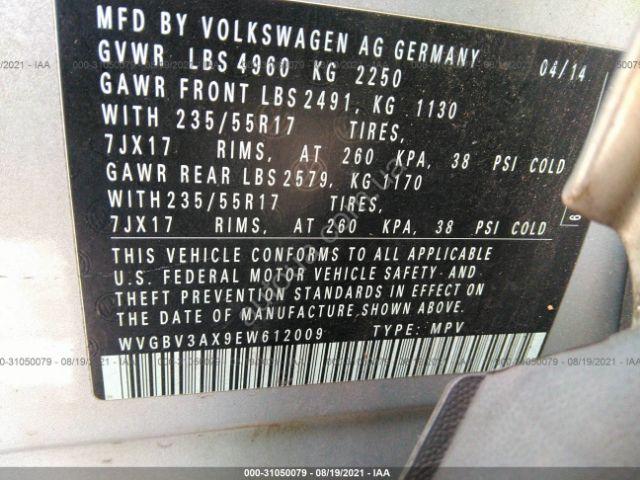 MFD BY VOLKSWAGEN AG GERMANY 04/14
GVWR LBS 4960 KG 2250
GAWR FRONT LBS 2491, KG 1130
WITH 235/55R17 TIRES,
7JX17 RIMS, AT 260 KPA, 38 PSI COLD
GAWR REAR LBS 2579, KG 1170
WITH 235/55R17 TIRES,
7JX17 RIMS, AT 260 KPA, 38 PSI COLD
THIS VEHICLE CONFORMS TO ALL APPLICABLE
U.S. FEDERAL MOTOR VEHICLE SAFETY AND
THEFT PREVENTION STANDARDS IN EFFECT ON
THE DATE OF MANUFACTURE SHOWN ABOVE.
WVGBV3AX9EW612009 TYPE: MPV
000-31050079 - 08/19/2021 - IAA